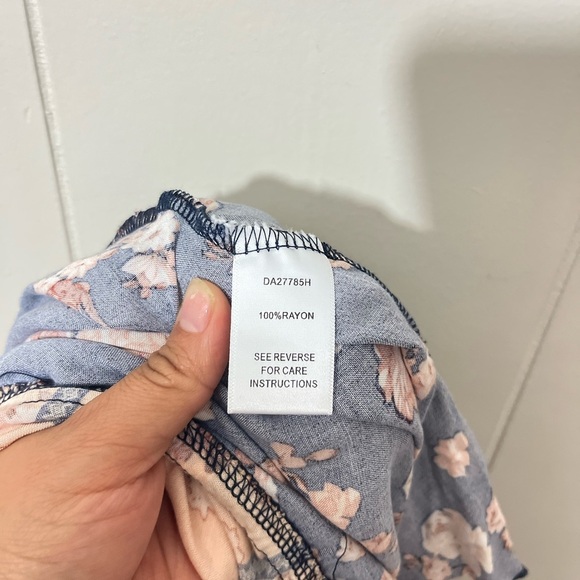 DA27785H
100%RAYON
SEE REVERSE
FOR CARE
INSTRUCTIONS